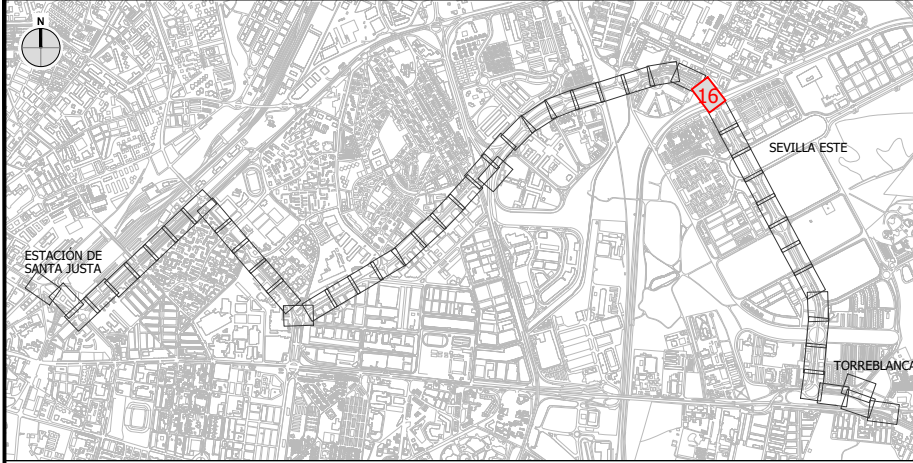 N
16
SEVILLA ESTE
ESTACIÓN DE
SANTA JUSTA
TORREBLANCA